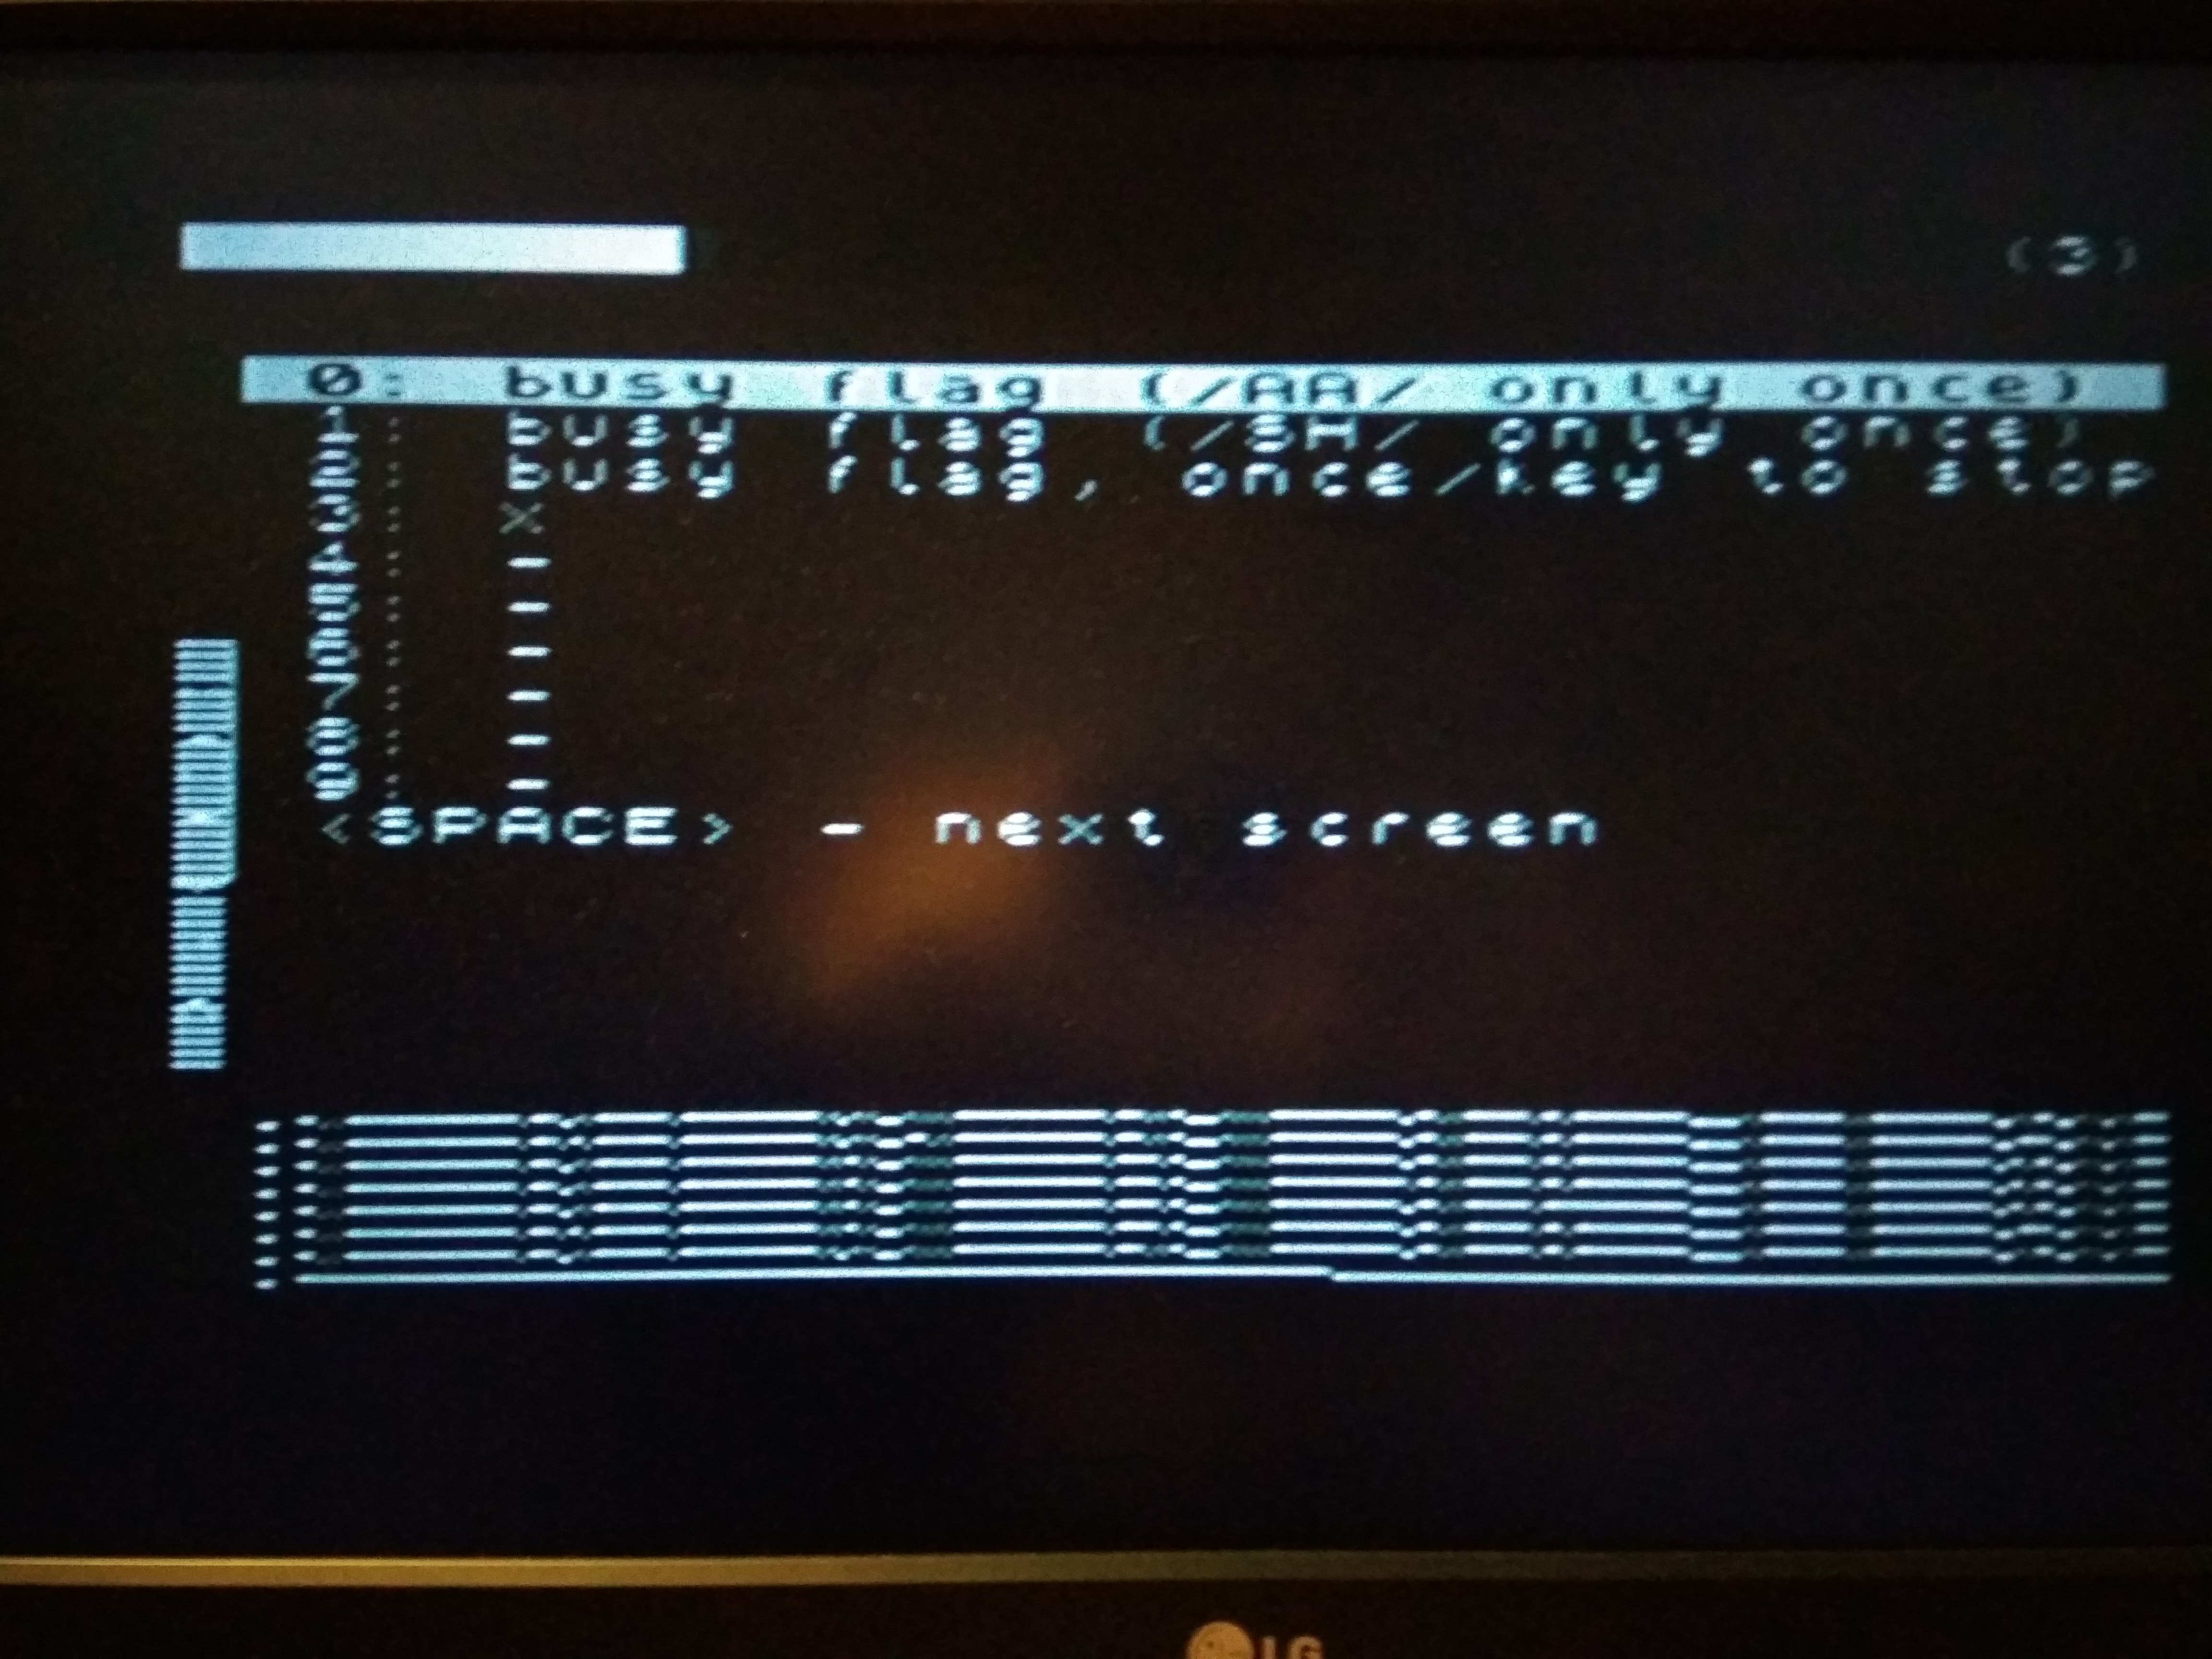 (3)
0: busy flag (/AA/ only once)
1: busy flag (/SH/ only once)
2: busy flag, once/key to stop
3: X
4: -
5: -
6: -
7: -
8: -
9: -
<SPACE> - next screen
LG